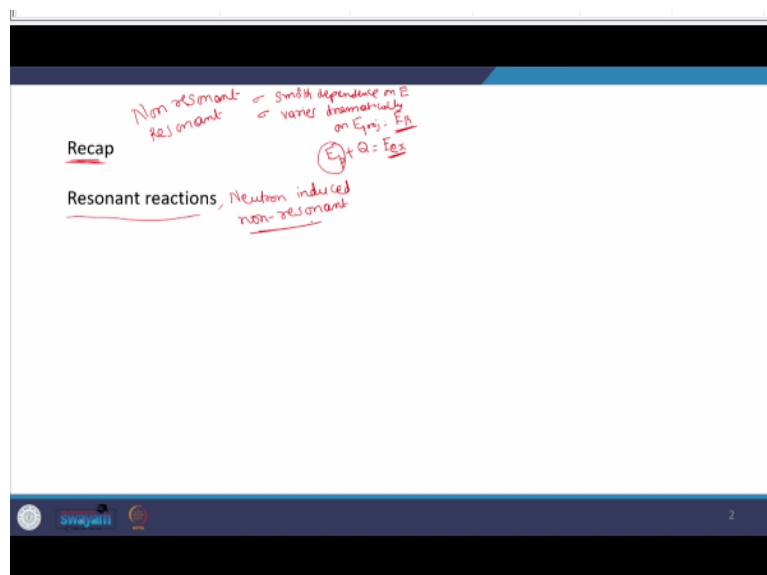 Non resonant σ smooth dependence on E
Resonant σ varies dramatically
on Eproj. ER
Recap
Ep + Q = Eex
Resonant reactions, Neutron induced
non-resonant
swayam
2